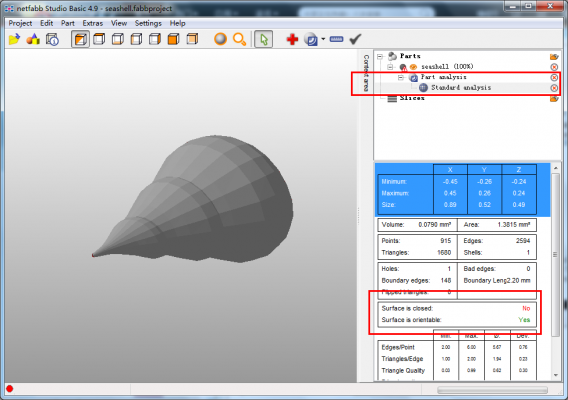 netfabb Studio Basic 4.9 - seashell.fabbproject
Project Edit Part Extras View Settings Help
Context area
Parts
seashell (100%)
Part analysis
Standard analysis
Slices
X Y Z
Minimum: -0.45 -0.26 -0.24
Maximum: 0.45 0.26 0.24
Size: 0.89 0.52 0.49
Volume: 0.0790 mm³ Area: 1.3815 mm²
Points: 915 Edges: 2594
Triangles: 1680 Shells: 1
Holes: 1 Bad edges: 0
Boundary edges: 148 Boundary Leng2.20 mm
Flipped triangles: 0
Surface is closed: No
Surface is orientable: Yes
Min. Max. Ø. Dev.
Edges/Point 2.00 6.00 5.67 0.76
Triangles/Edge 1.00 2.00 1.94 0.23
Triangle Quality 0.03 0.99 0.62 0.30